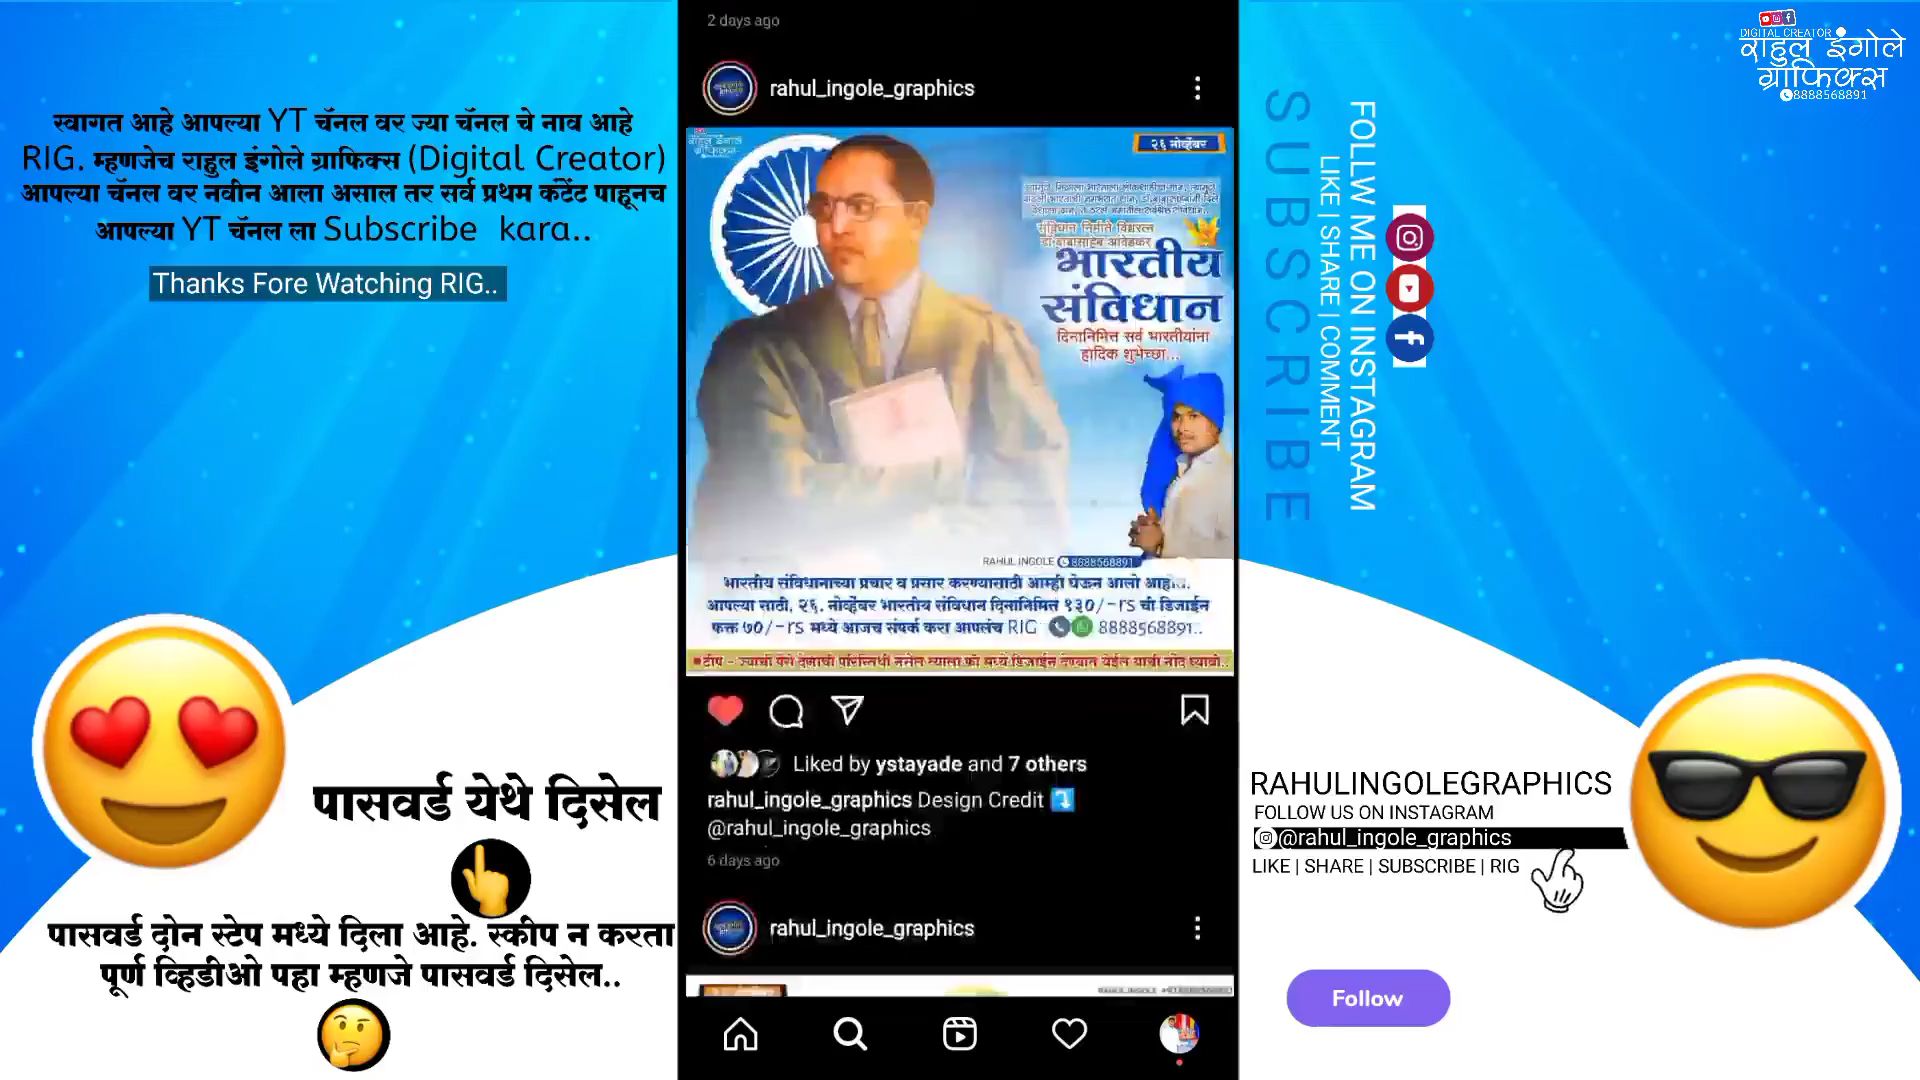 स्वागत आहे आपल्या YT चॅनल वर ज्या चॅनल चे नाव आहे
RIG. म्हणजेच राहुल इंगोले ग्राफिक्स (Digital Creator)
आपल्या चॅनल वर नवीन आला असाल तर सर्व प्रथम कंटेंट पाहूनच
आपल्या YT चॅनल ला Subscribe kara..
Thanks Fore Watching RIG..
पासवर्ड येथे दिसेल
पासवर्ड दोन स्टेप मध्ये दिला आहे. स्कीप न करता
पूर्ण व्हिडीओ पहा म्हणजे पासवर्ड दिसेल..
2 days ago
rahul_ingole_graphics
२६ नोव्हेंबर
संविधान निर्माते विश्वरत्न
डॉ.बाबासाहेब आंबेडकर
भारतीय
संविधान
दिनानिमित्त सर्व भारतीयांना
हार्दिक शुभेच्छा...
RAHUL INGOLE 8888568891
भारतीय संविधानाच्या प्रचार व प्रसार करण्यासाठी आम्ही घेऊन आलो आहोत.
आपल्या साठी, २६. नोव्हेंबर भारतीय संविधान दिनानिमित्त १३०/-rs ची डिजाईन
फक्त ७०/-rs मध्ये आजच संपर्क करा आपलंच RIG 8888568891..
Liked by ystayade and 7 others
rahul_ingole_graphics Design Credit
@rahul_ingole_graphics
6 days ago
rahul_ingole_graphics
DIGITAL CREATOR
राहुल इंगोले
ग्राफिक्स
8888568891
SUBSCRIBE
LIKE | SHARE | COMMENT
FOLLW ME ON INSTAGRAM
RAHULINGOLEGRAPHICS
FOLLOW US ON INSTAGRAM
@rahul_ingole_graphics
LIKE | SHARE | SUBSCRIBE | RIG
Follow